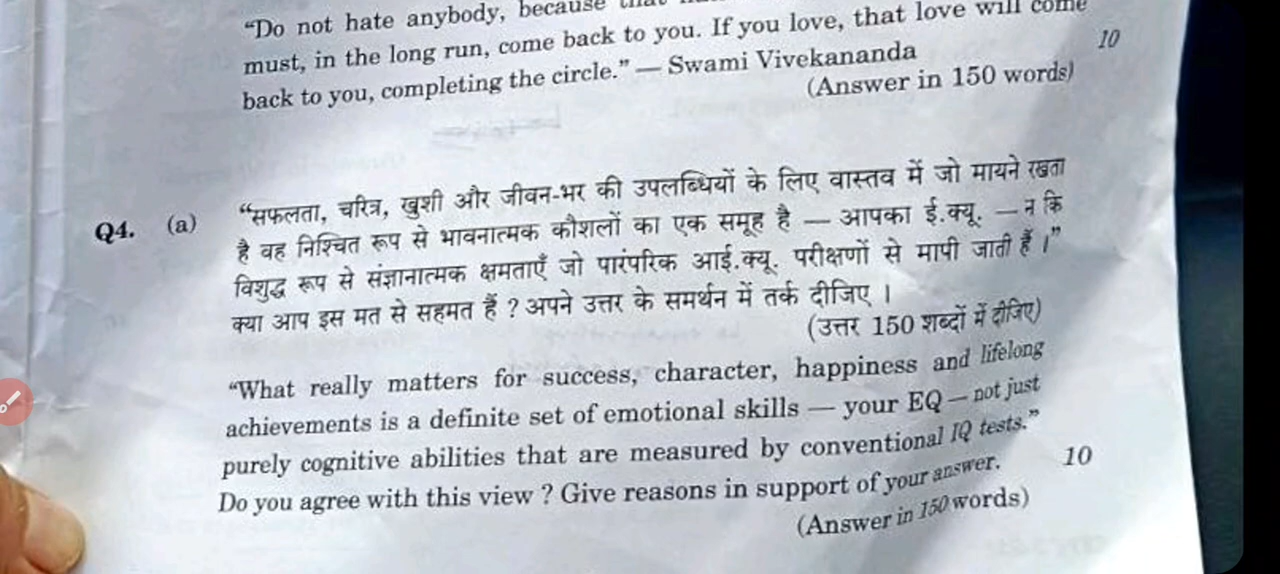 “Do not hate anybody, because that
must, in the long run, come back to you. If you love, that love will come
back to you, completing the circle.” — Swami Vivekananda
10
(Answer in 150 words)
Q4. (a) “सफलता, चरित्र, खुशी और जीवन-भर की उपलब्धियों के लिए वास्तव में जो मायने रखता
है वह निश्चित रूप से भावनात्मक कौशलों का एक समूह है — आपका ई.क्यू. — न कि
विशुद्ध रूप से संज्ञानात्मक क्षमताएँ जो पारंपरिक आई.क्यू. परीक्षणों से मापी जाती हैं ।”
क्या आप इस मत से सहमत हैं ? अपने उत्तर के समर्थन में तर्क दीजिए ।
(उत्तर 150 शब्दों में दीजिए)
“What really matters for success, character, happiness and lifelong
achievements is a definite set of emotional skills — your EQ — not just
purely cognitive abilities that are measured by conventional IQ tests.”
Do you agree with this view ? Give reasons in support of your answer.
10
(Answer in 150 words)